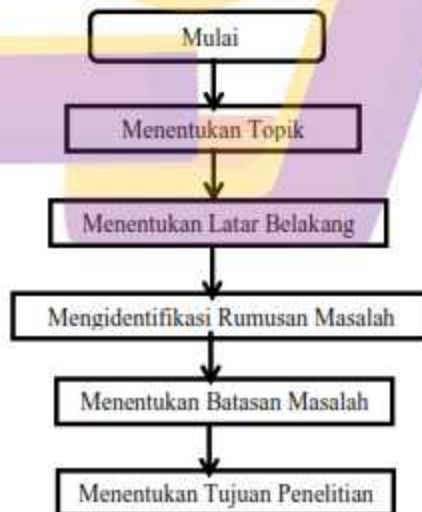 Mulai
Menentukan Topik
Menentukan Latar Belakang
Mengidentifikasi Rumusan Masalah
Menentukan Batasan Masalah
Menentukan Tujuan Penelitian